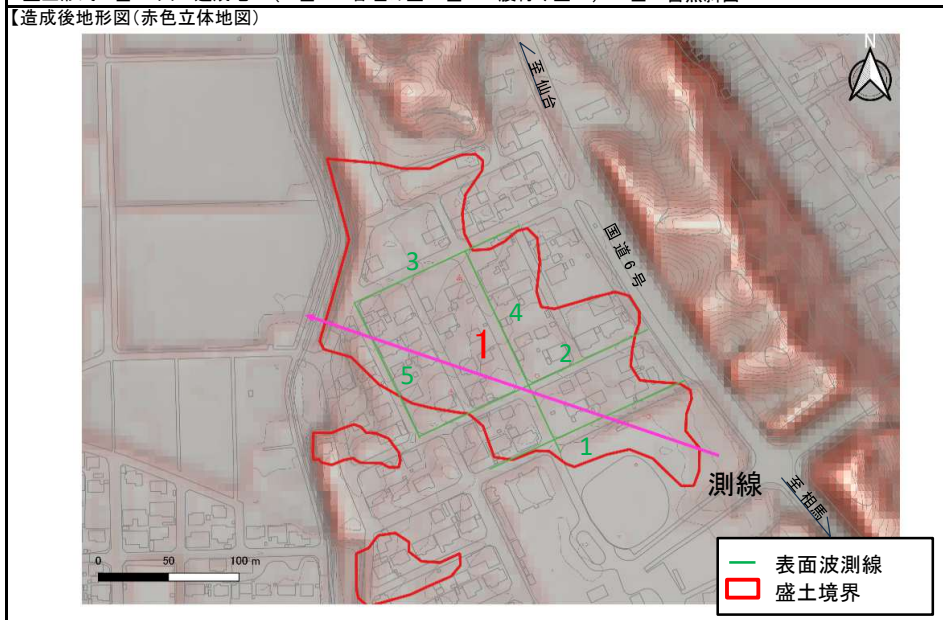 【造成後地形図(赤色立体地図)
N
至 仙台
国道6号
3
4
1
2
5
1
測線
至 相馬
0 50 100 m
表面波測線
盛土境界